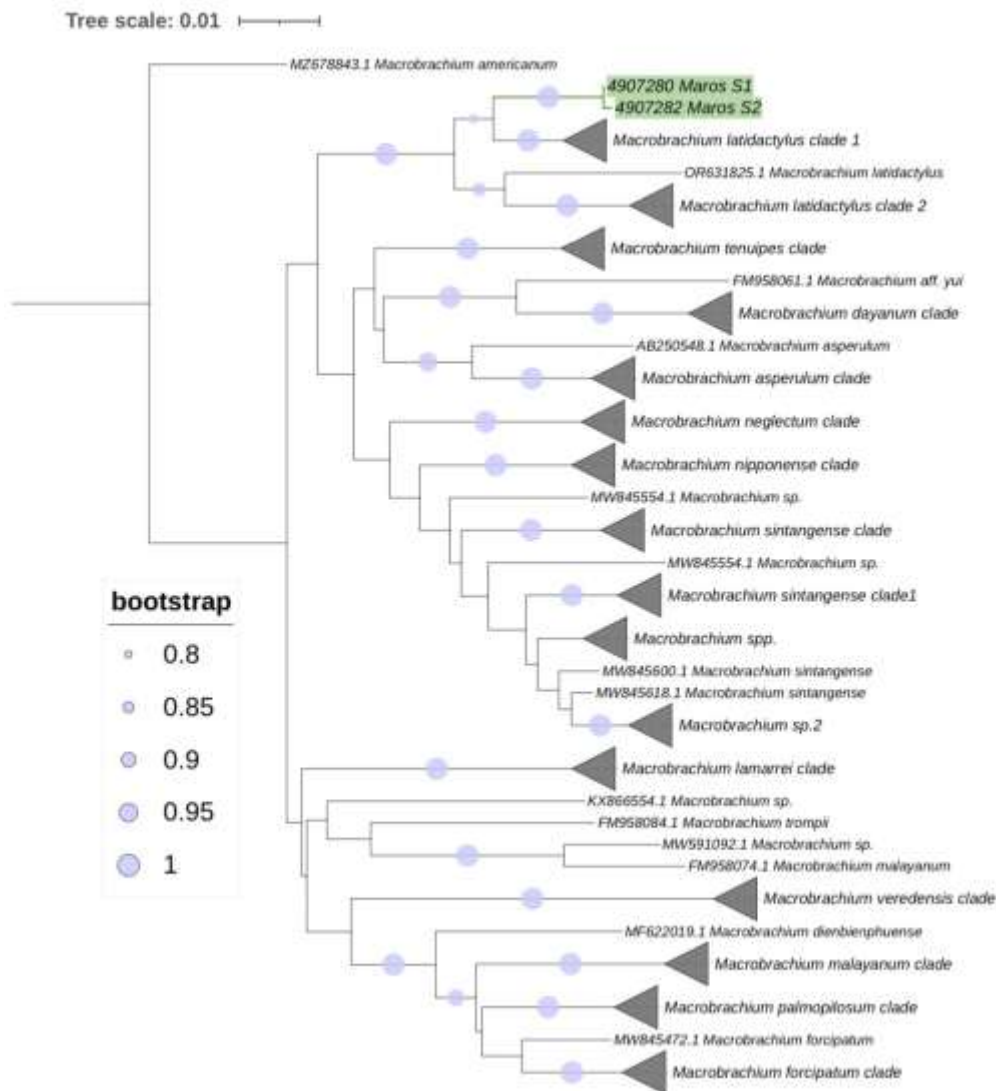 Tree scale: 0.01
MZ678843.1 Macrobrachium americanum
4907280 Maros S1
4907282 Maros S2
Macrobrachium latidactylus clade 1
OR631825.1 Macrobrachium latidactylus
Macrobrachium latidactylus clade 2
Macrobrachium tenuipes clade
FM958061.1 Macrobrachium aff. yui
Macrobrachium dayanum clade
AB250548.1 Macrobrachium asperulum
Macrobrachium asperulum clade
Macrobrachium neglectum clade
Macrobrachium nipponense clade
MW845554.1 Macrobrachium sp.
Macrobrachium sintangense clade
MW845554.1 Macrobrachium sp.
Macrobrachium sintangense clade1
Macrobrachium spp.
MW845600.1 Macrobrachium sintangense
MW845618.1 Macrobrachium sintangense
Macrobrachium sp.2
Macrobrachium lamarrei clade
KX866554.1 Macrobrachium sp.
FM958084.1 Macrobrachium trompii
MW591092.1 Macrobrachium sp.
FM958074.1 Macrobrachium malayanum
Macrobrachium veredensis clade
MF622019.1 Macrobrachium dienbienphuense
Macrobrachium malayanum clade
Macrobrachium palmopilosum clade
MW845472.1 Macrobrachium forcipatum
Macrobrachium forcipatum clade
bootstrap
0.8
0.85
0.9
0.95
1